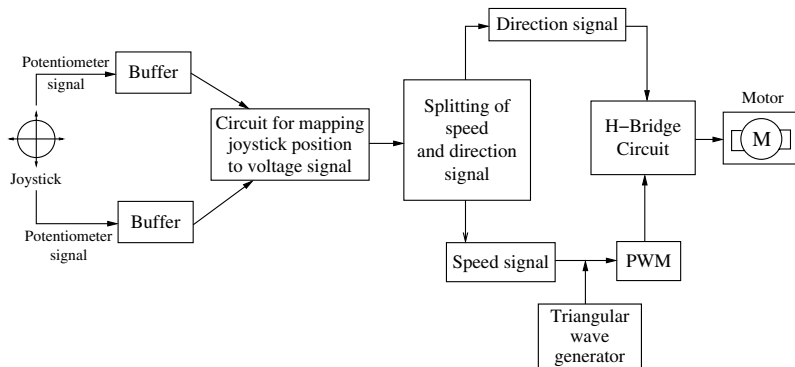 Direction signal
Potentiometer
signal
Buffer
Splitting of
speed
and direction
signal
Motor
M
H−Bridge
Circuit
Circuit for mapping
joystick position
to voltage signal
Joystick
Potentiometer
signal
Buffer
Speed signal
PWM
Triangular
wave
generator